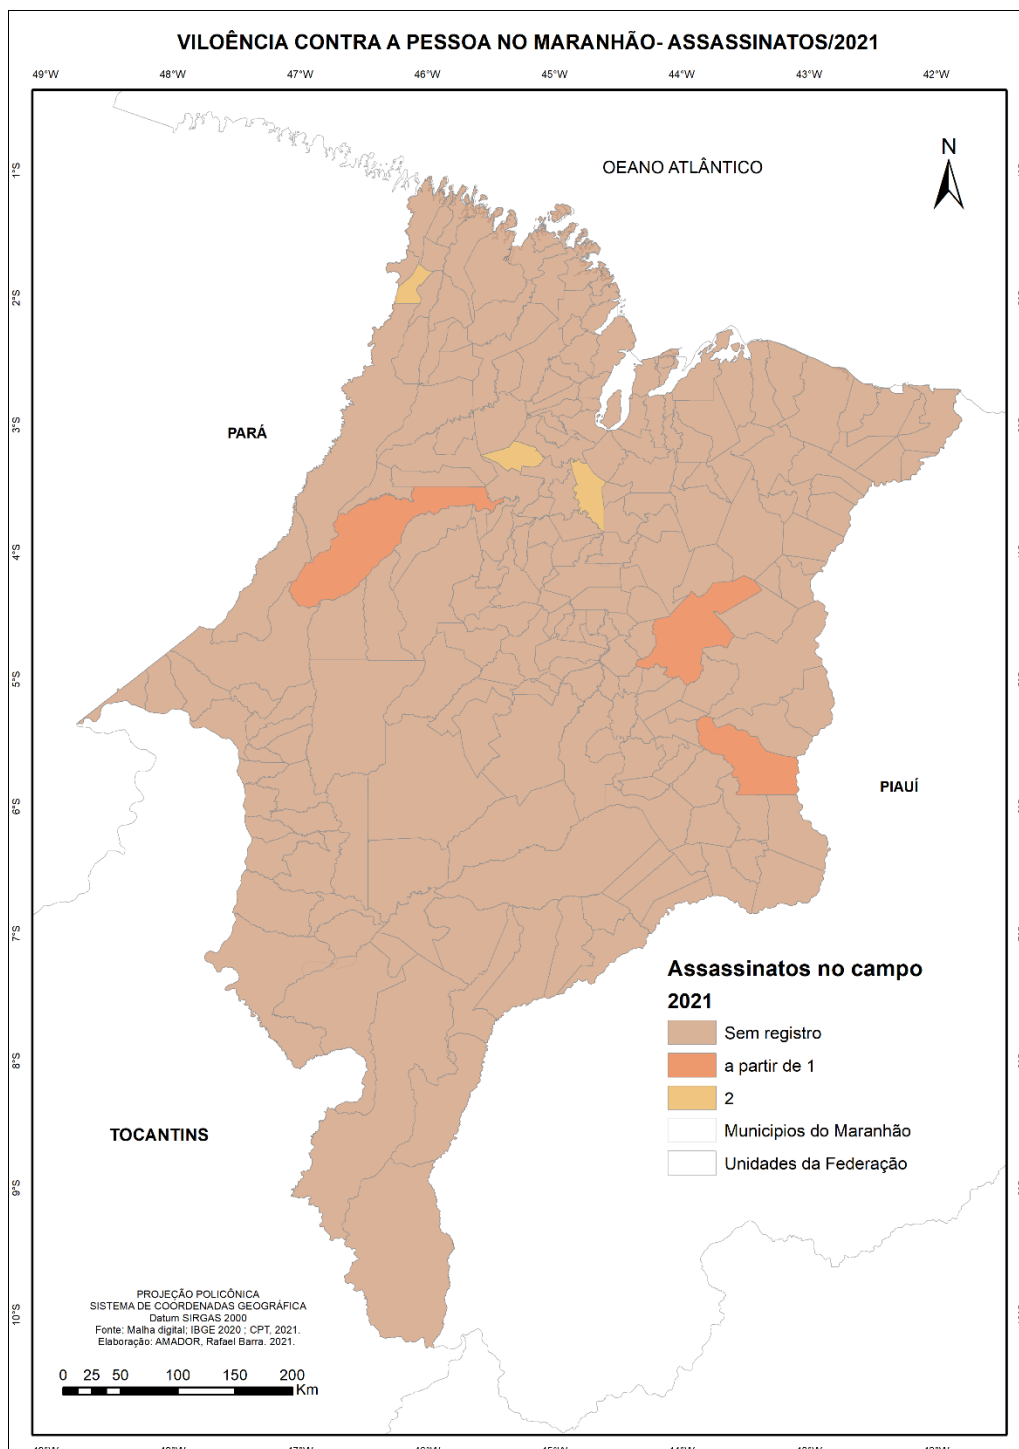 VILOÊNCIA CONTRA A PESSOA NO MARANHÃO- ASSASSINATOS/2021
49°W 48°W 47°W 46°W 45°W 44°W 43°W 42°W
OEANO ATLÂNTICO
N
1°S
2°S
3°S
PARÁ
4°S
5°S
PIAUÍ
6°S
7°S
Assassinatos no campo
2021
Sem registro
a partir de 1
2
Municipios do Maranhão
Unidades da Federação
8°S
TOCANTINS
9°S
10°S
PROJEÇÃO POLICÔNICA
SISTEMA DE COORDENADAS GEOGRÁFICA
Datum SIRGAS 2000
Fonte: Malha digital; IBGE 2020 ; CPT, 2021.
Elaboração: AMADOR, Rafael Barra. 2021.
0 25 50 100 150 200
Km